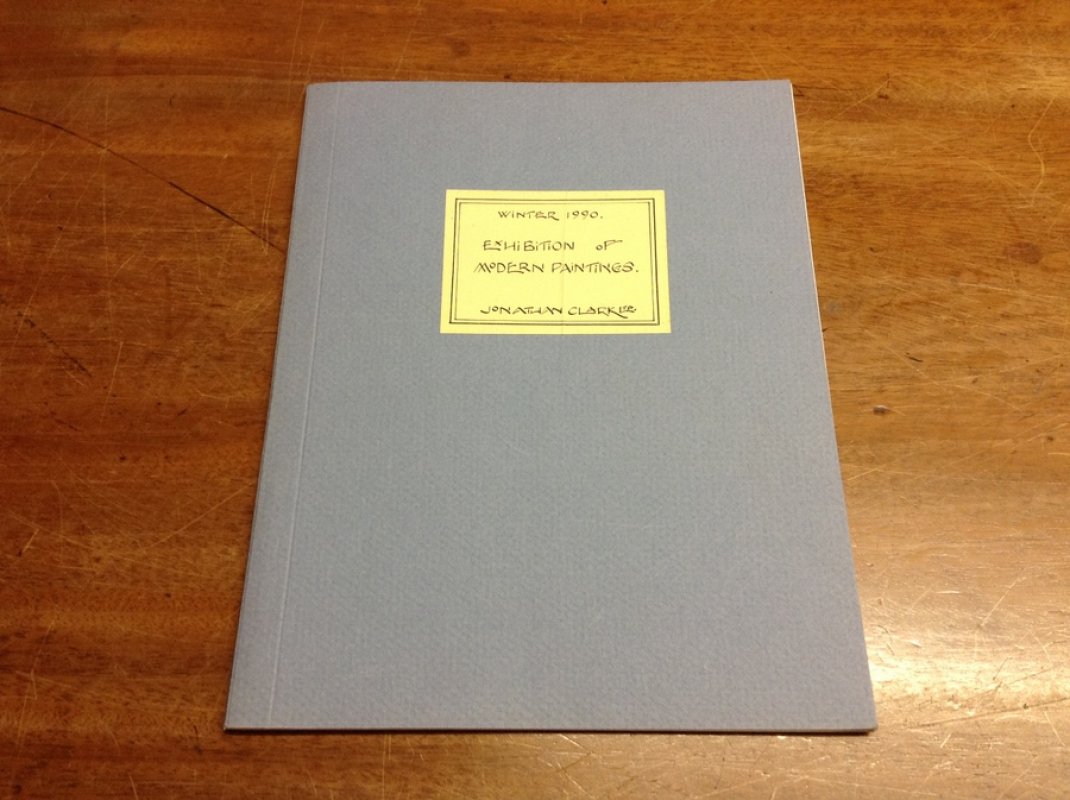 WINTER 1990.
EXHIBITION OF
MODERN PAINTINGS.
JONATHAN CLARK LTD.